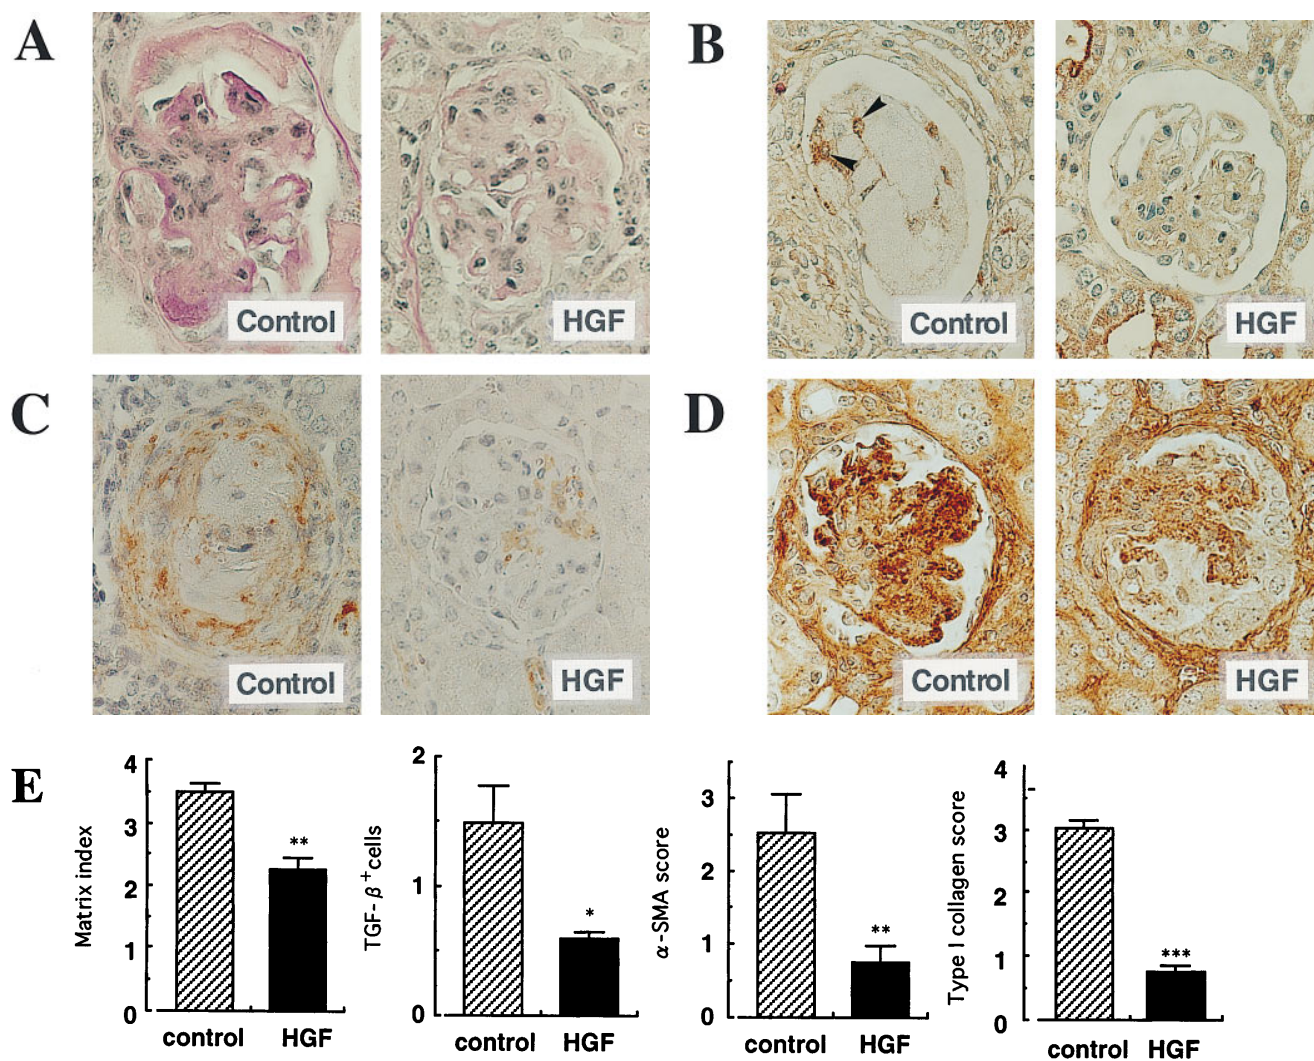 A
Control
HGF
B
Control
HGF
C
Control
HGF
D
Control
HGF
E
Matrix index
4
3
2
1
0
**
control
HGF
TGF-β+cells
2
1
0
*
control
HGF
α-SMA score
3
2
1
0
**
control
HGF
Type I collagen score
4
3
2
1
0
***
control
HGF